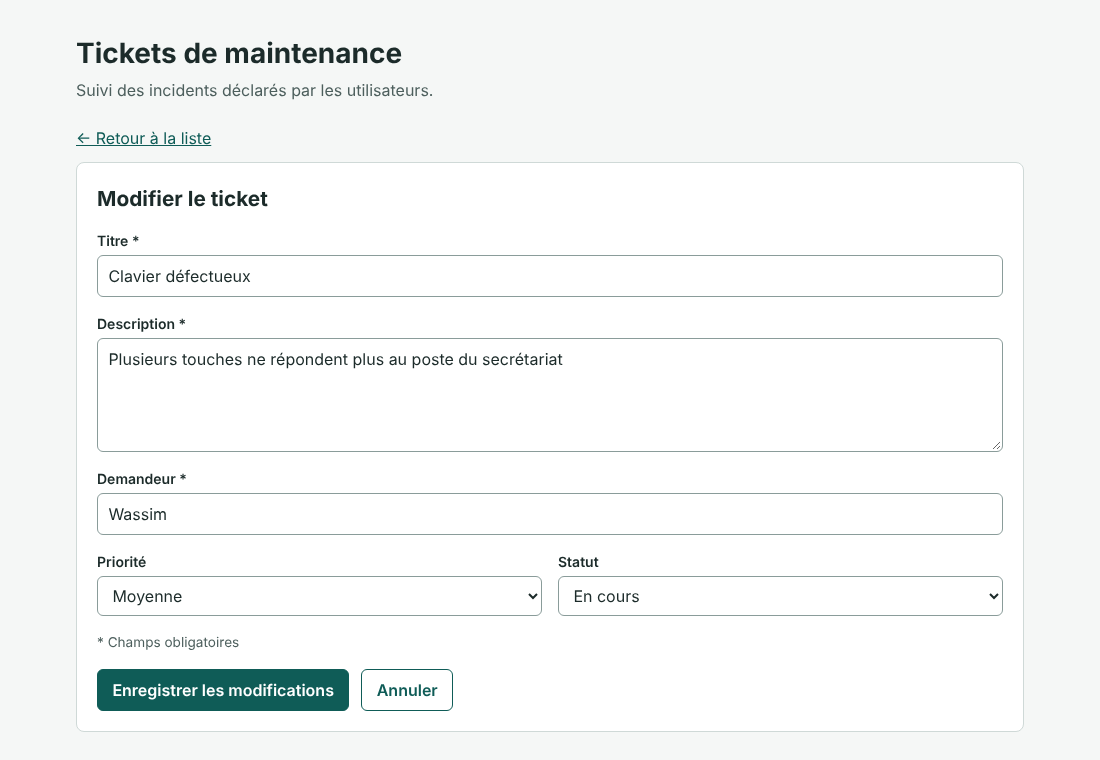 Tickets de maintenance
Suivi des incidents déclarés par les utilisateurs.
← Retour à la liste
Modifier le ticket
Titre *
Clavier défectueux
Description *
Plusieurs touches ne répondent plus au poste du secrétariat
Demandeur *
Wassim
Priorité
Statut
Moyenne
En cours
* Champs obligatoires
Enregistrer les modifications
Annuler